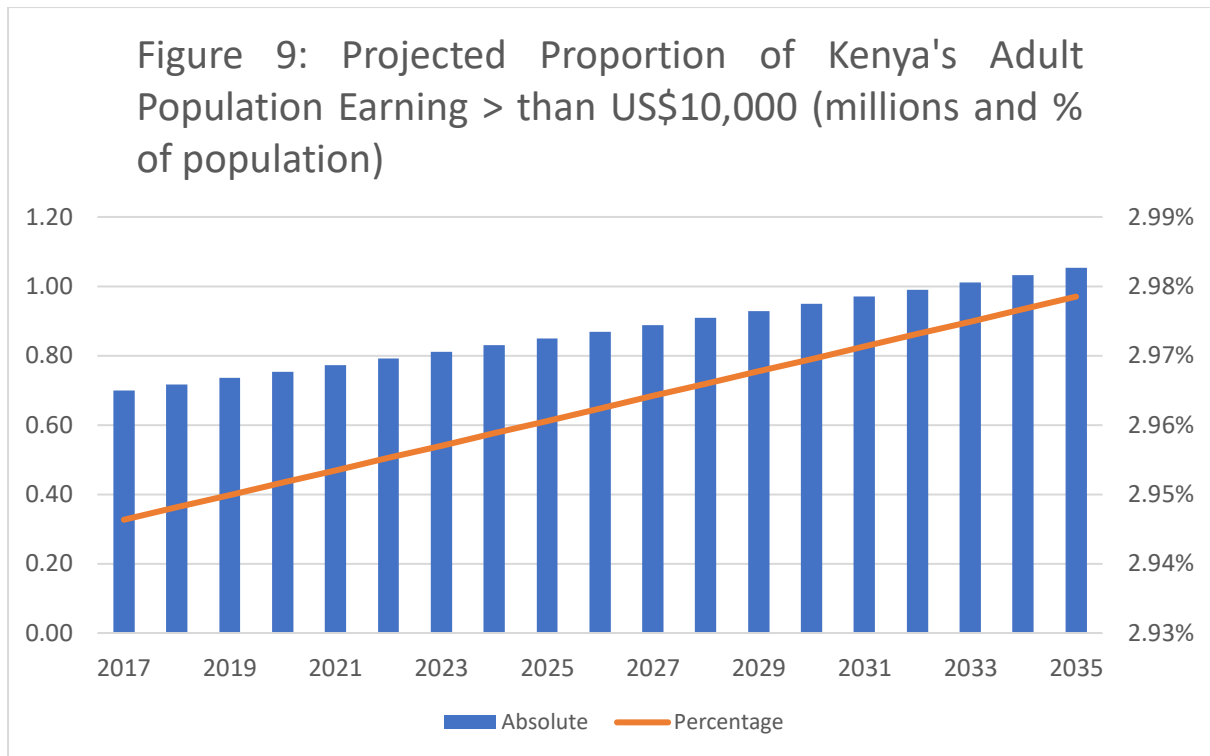 Figure 9: Projected Proportion of Kenya's Adult
Population Earning > than US$10,000 (millions and %
of population)
1.20
1.00
0.80
0.60
0.40
0.20
0.00
2.99%
2.98%
2.97%
2.96%
2.95%
2.94%
2.93%
2017 2019 2021 2023 2025 2027 2029 2031 2033 2035
Absolute Percentage